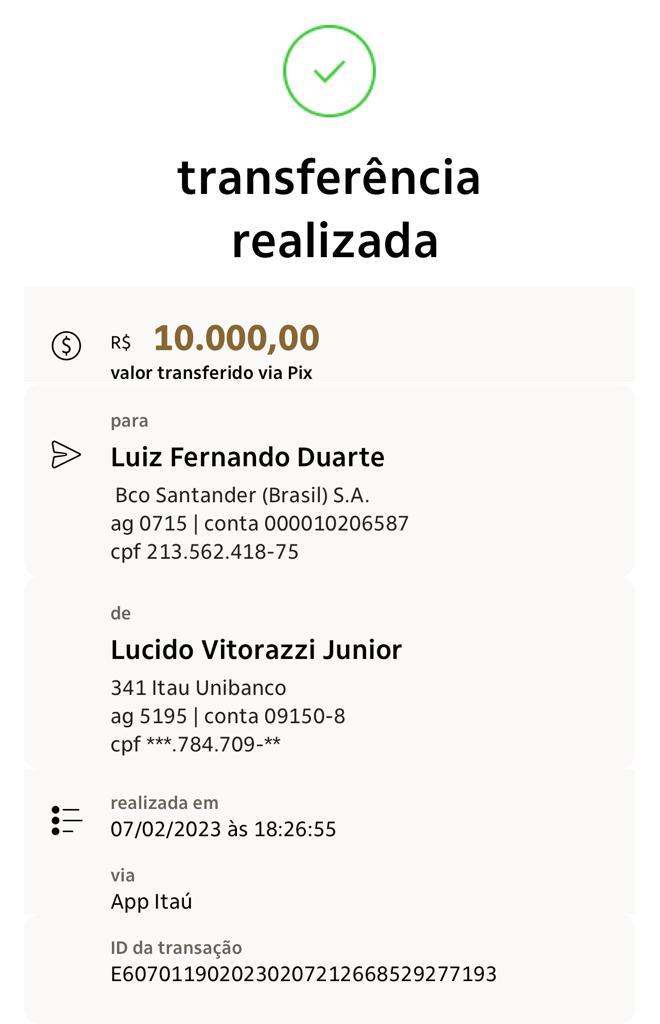 transferência
realizada
R$ 10.000,00
valor transferido via Pix
para
Luiz Fernando Duarte
Bco Santander (Brasil) S.A.
ag 0715 | conta 000010206587
cpf 213.562.418-75
de
Lucido Vitorazzi Junior
341 Itau Unibanco
ag 5195 | conta 09150-8
cpf ***.784.709-**
realizada em
07/02/2023 às 18:26:55
via
App Itaú
ID da transação
E6070119020230207212668529277193